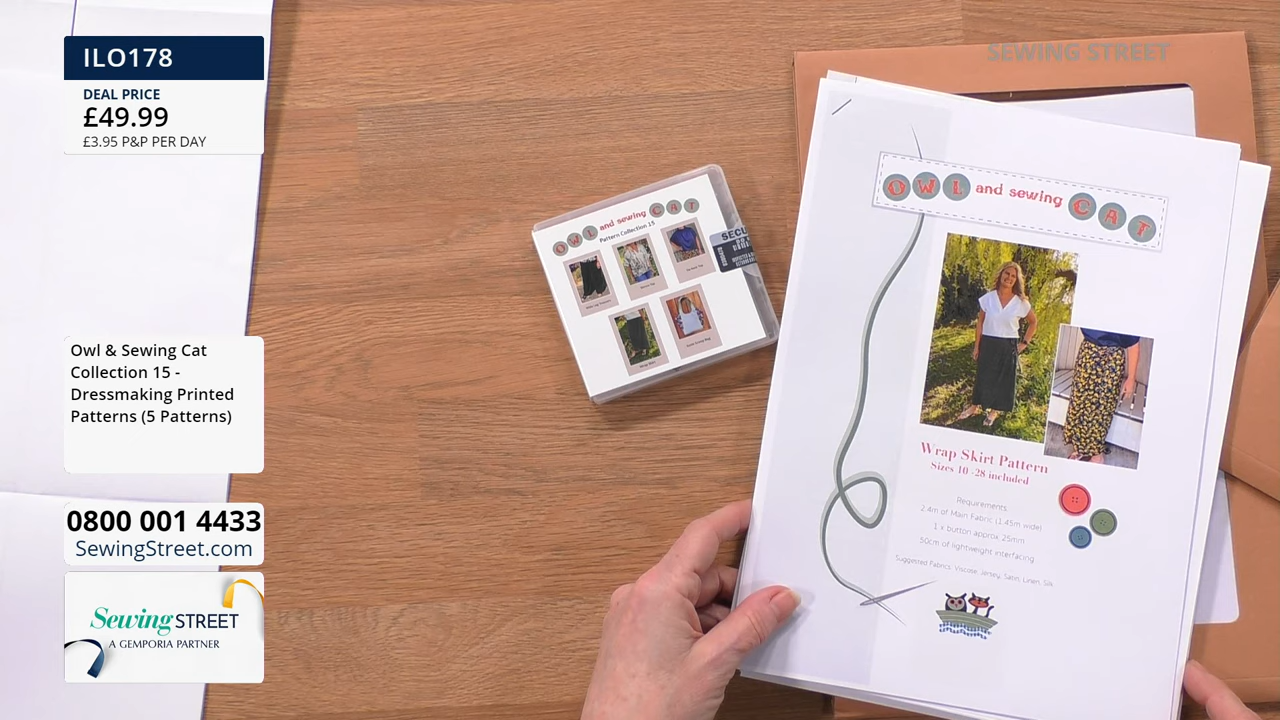 ILO178
DEAL PRICE
£49.99
£3.95 P&P PER DAY
Owl & Sewing Cat
Collection 15 -
Dressmaking Printed
Patterns (5 Patterns)
0800 001 4433
SewingStreet.com
Sewing STREET
A GEMPORIA PARTNER
SEWING STREET
OWL and sewing CAT
Pattern Collection 15
SECU
OWL and sewing CAT
Wrap Skirt Pattern
Sizes 10 -28 included
Requirements:
2.4m of Main Fabric (1.45m wide)
1 x button approx 25mm
50cm of lightweight interfacing
Suggested Fabrics: Viscose, Jersey, Satin, Linen, Silk